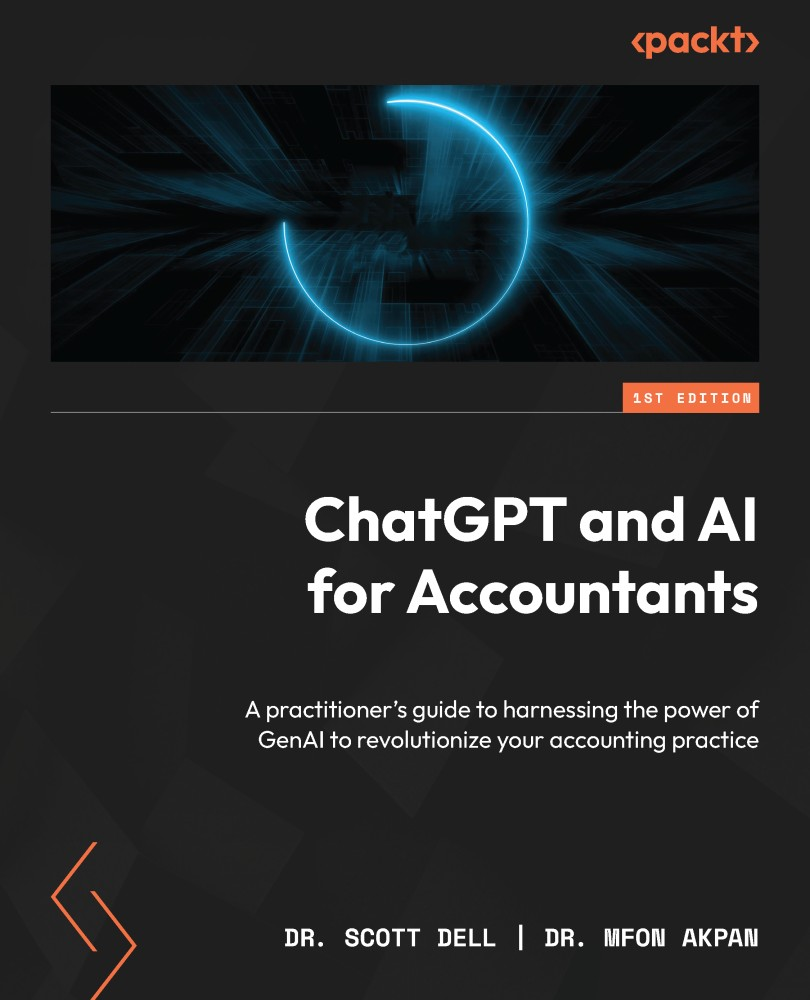 <packt>
1ST EDITION
ChatGPT and AI
for Accountants
A practitioner’s guide to harnessing the power of
GenAI to revolutionize your accounting practice
DR. SCOTT DELL | DR. MFON AKPAN